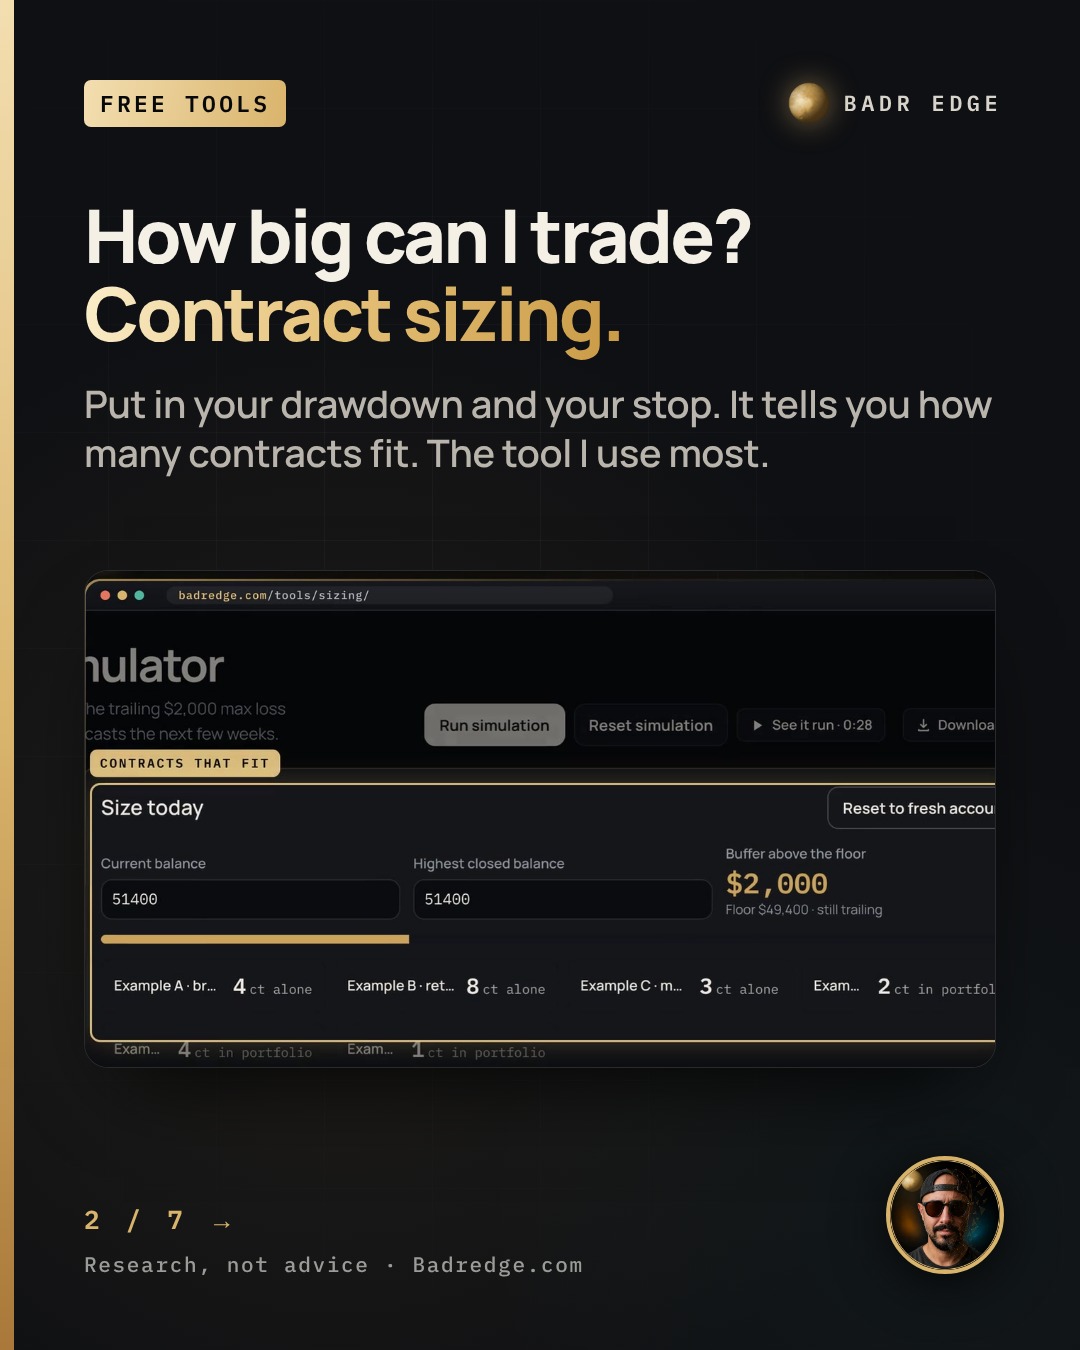 FREE TOOLS
BADR EDGE
How big can I trade?
Contract sizing.
Put in your drawdown and your stop. It tells you how
many contracts fit. The tool I use most.
badredge.com/tools/sizing/
nulator
he trailing $2,000 max loss
casts the next few weeks.
Run simulation
Reset simulation
See it run · 0:28
Downloa
CONTRACTS THAT FIT
Size today
Reset to fresh accou
Current balance
Highest closed balance
Buffer above the floor
51400
51400
$2,000
Floor $49,400 · still trailing
Example A · br... 4 ct alone
Example B · ret... 8 ct alone
Example C · m... 3 ct alone
Exam... 2 ct in portfol
Exam... 4 ct in portfolio
Exam... 1 ct in portfolio
2 / 7 →
Research, not advice · Badredge.com